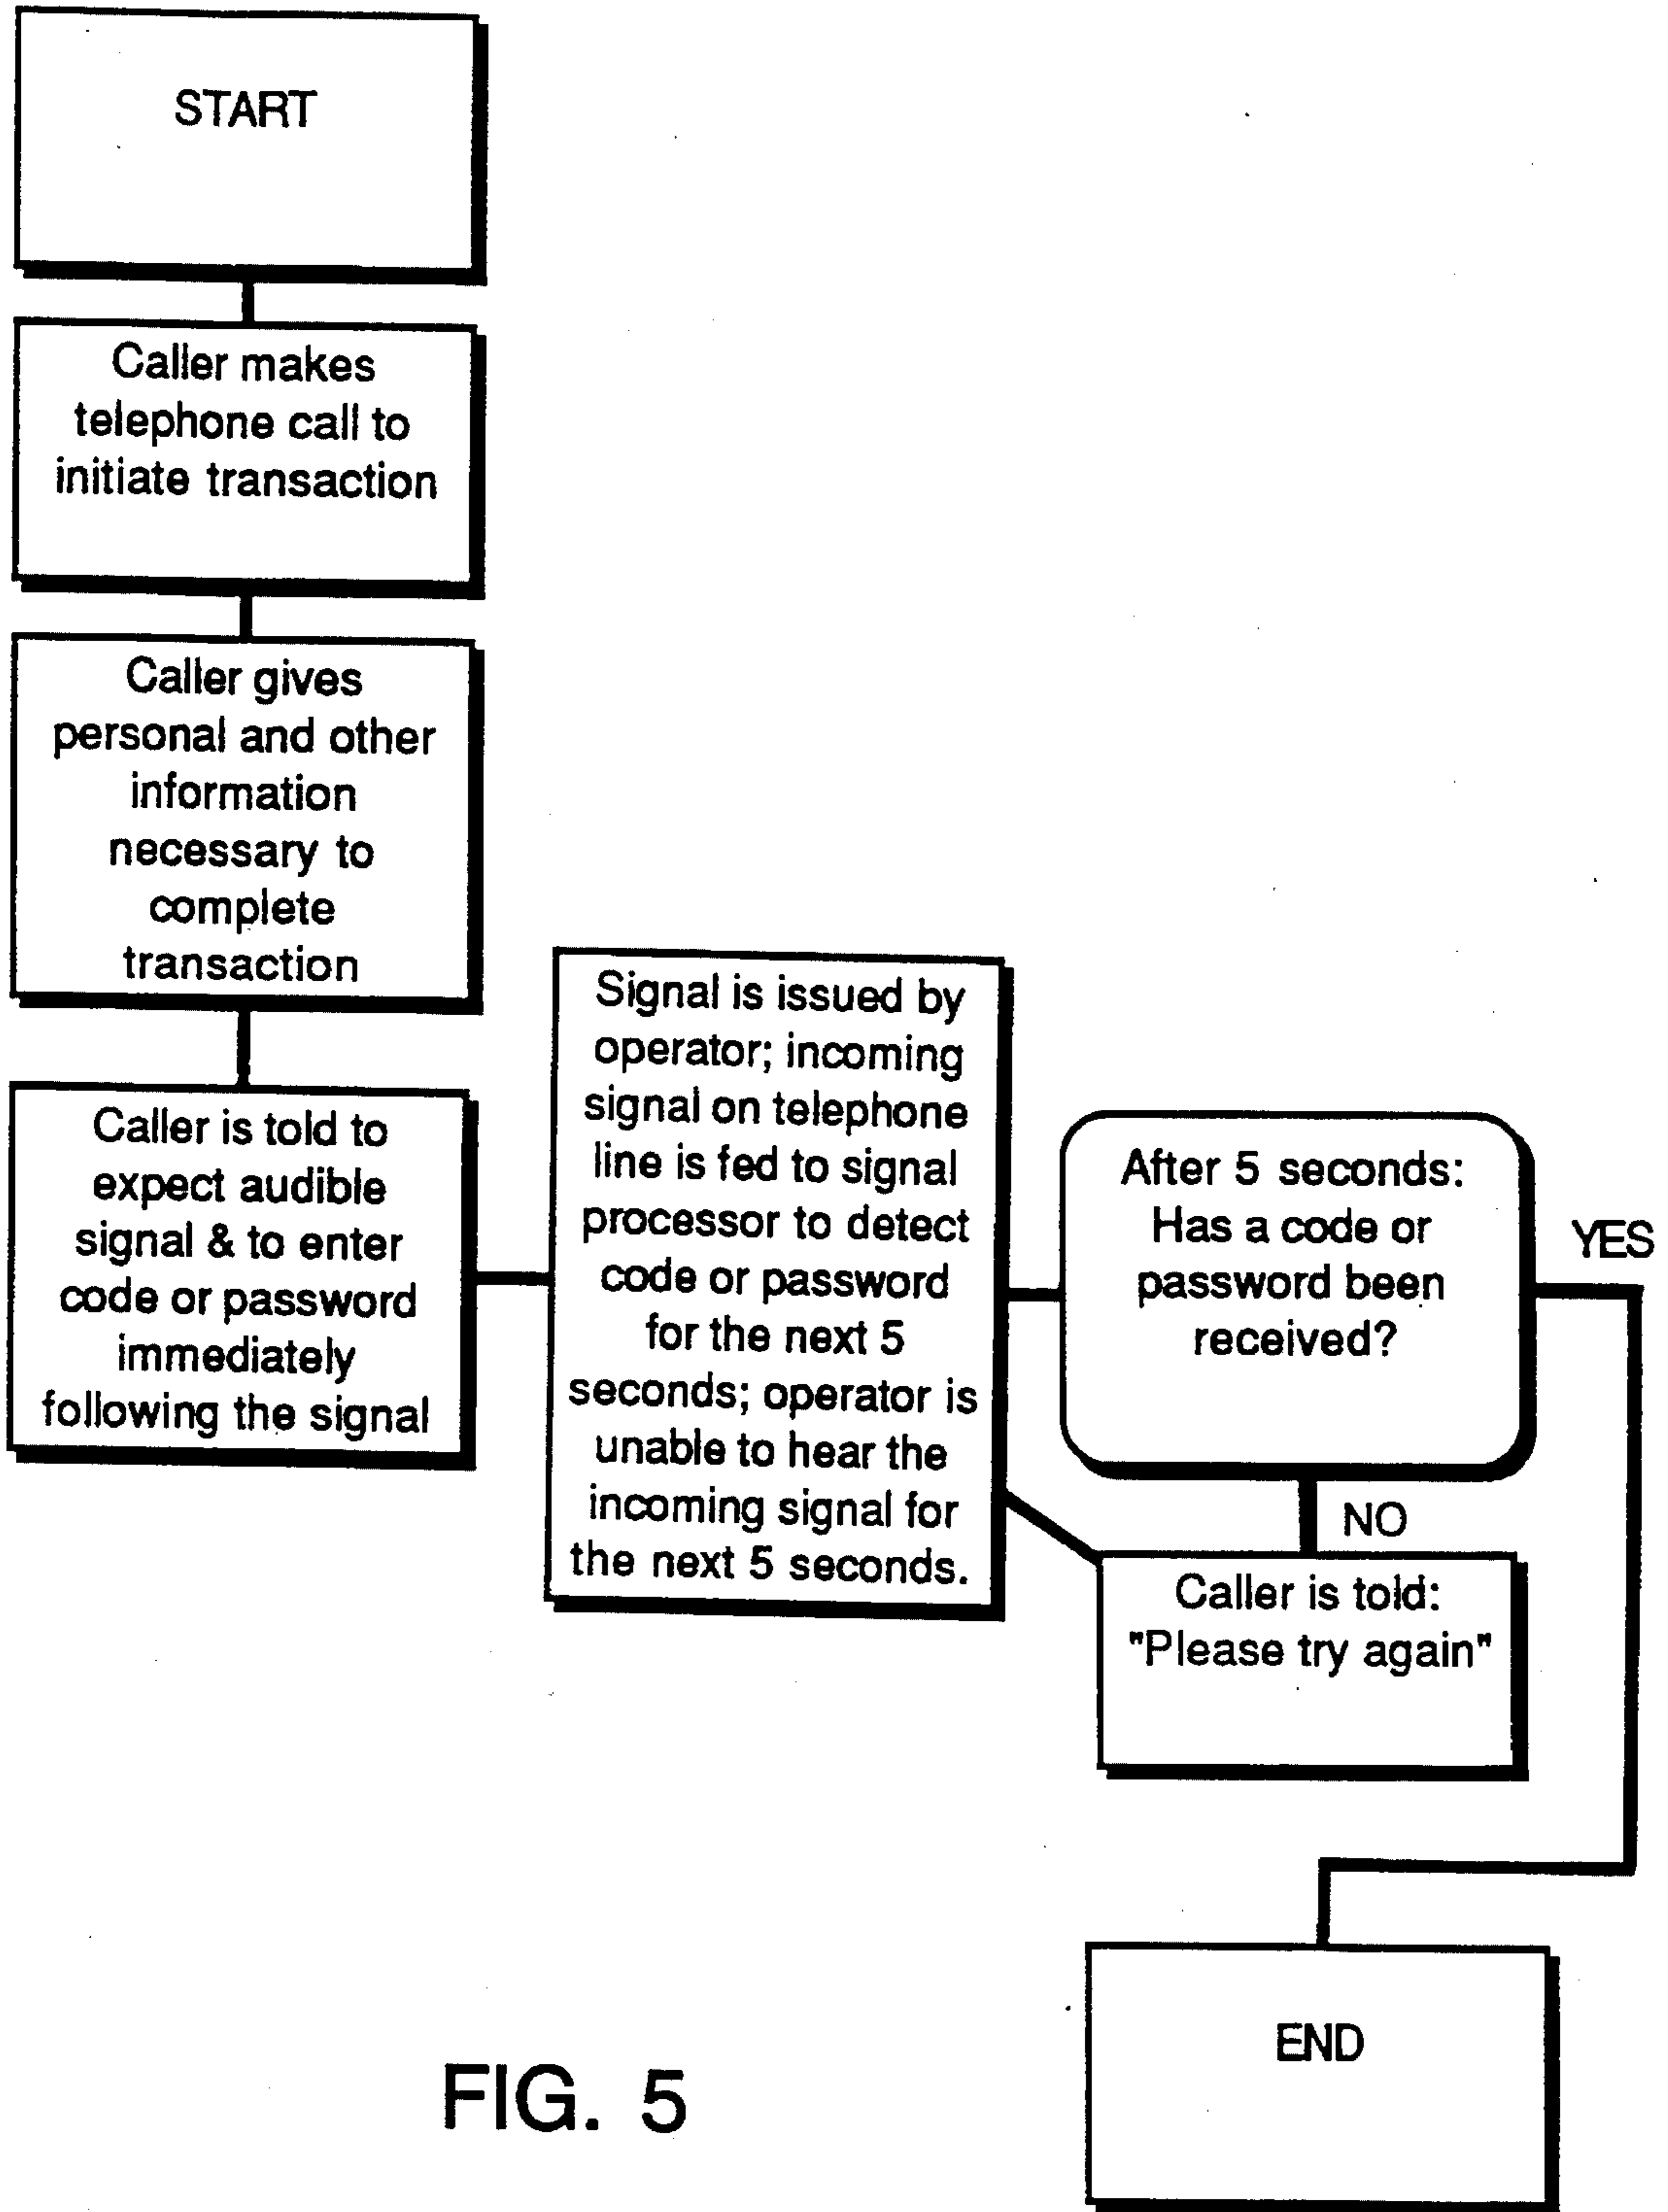 START
Caller makes
telephone call to
initiate transaction
Caller gives
personal and other
information
necessary to
complete
transaction
Caller is told to
expect audible
signal & to enter
code or password
immediately
following the signal
Signal is issued by
operator; incoming
signal on telephone
line is fed to signal
processor to detect
code or password
for the next 5
seconds; operator is
unable to hear the
incoming signal for
the next 5 seconds.
After 5 seconds:
Has a code or
password been
received?
YES
NO
Caller is told:
"Please try again"
END
FIG. 5